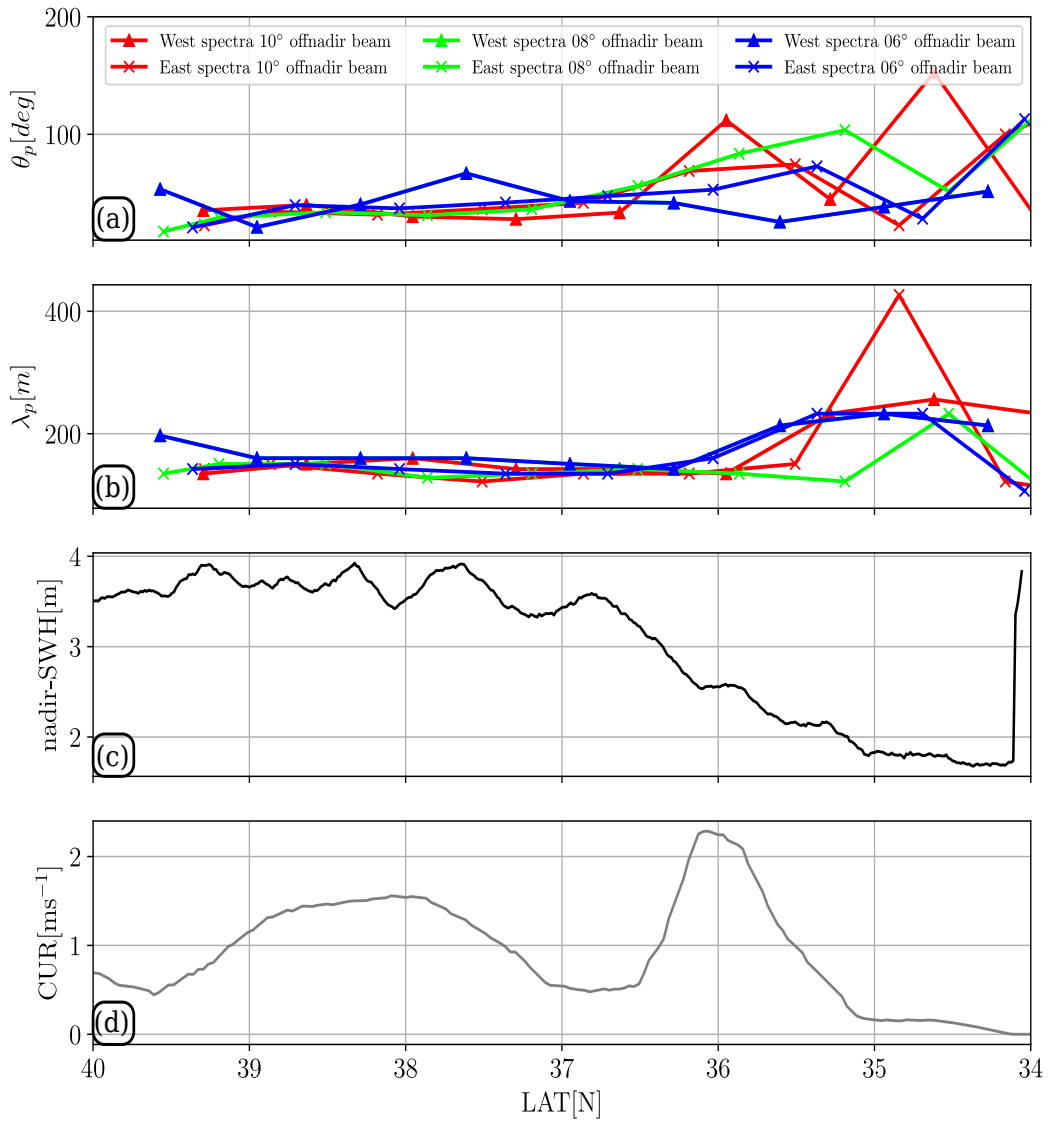 200
West spectra 10° offnadir beam
East spectra 10° offnadir beam
West spectra 08° offnadir beam
East spectra 08° offnadir beam
West spectra 06° offnadir beam
East spectra 06° offnadir beam
100
θp[deg]
(a)
400
200
λp[m]
(b)
4
3
2
nadir-SWH[m]
(c)
2
1
0
CUR[ms−1]
(d)
40 39 38 37 36 35 34
LAT[N]